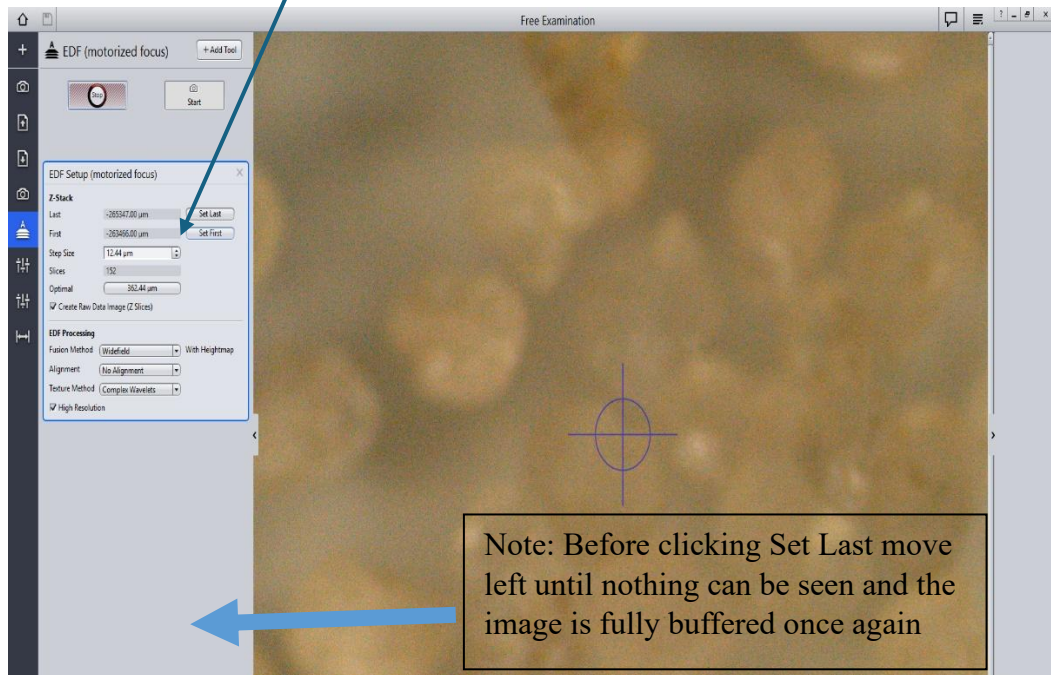 Free Examination
? - x
+ EDF (motorized focus) + Add Tool
Stop Start
EDF Setup (motorized focus) X
Z-Stack
Last -265347.00 µm Set Last
First -263466.00 µm Set First
Step Size 12.44 µm
Slices 152
Optimal 362.44 µm
Create Raw Data Image (Z Slices)
EDF Processing
Fusion Method Widefield With Heightmap
Alignment No Alignment
Texture Method Complex Wavelets
High Resolution
Note: Before clicking Set Last move
left until nothing can be seen and the
image is fully buffered once again